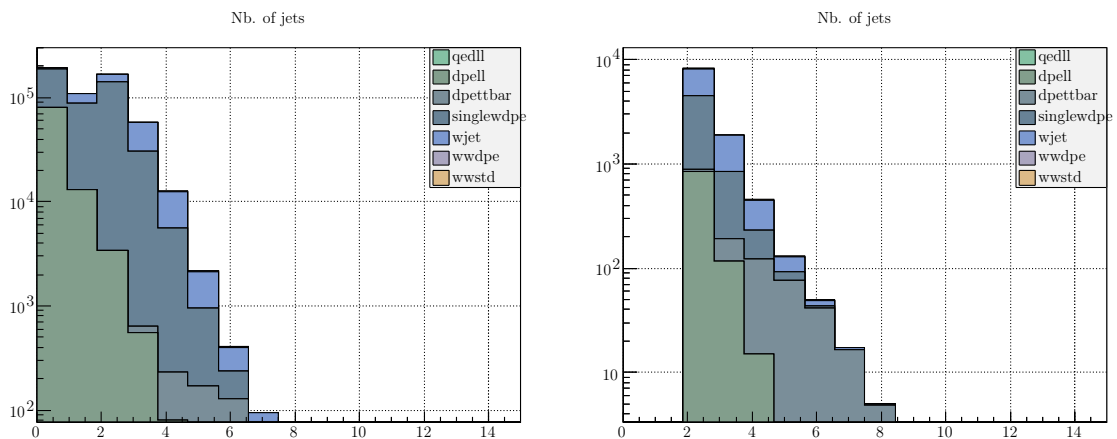 Nb. of jets
qedll
dpell
dpettbar
singlewdpe
wjet
wwdpe
wwstd
10^5
10^4
10^3
10^2
0 2 4 6 8 10 12 14
Nb. of jets
qedll
dpell
dpettbar
singlewdpe
wjet
wwdpe
wwstd
10^4
10^3
10^2
10
0 2 4 6 8 10 12 14